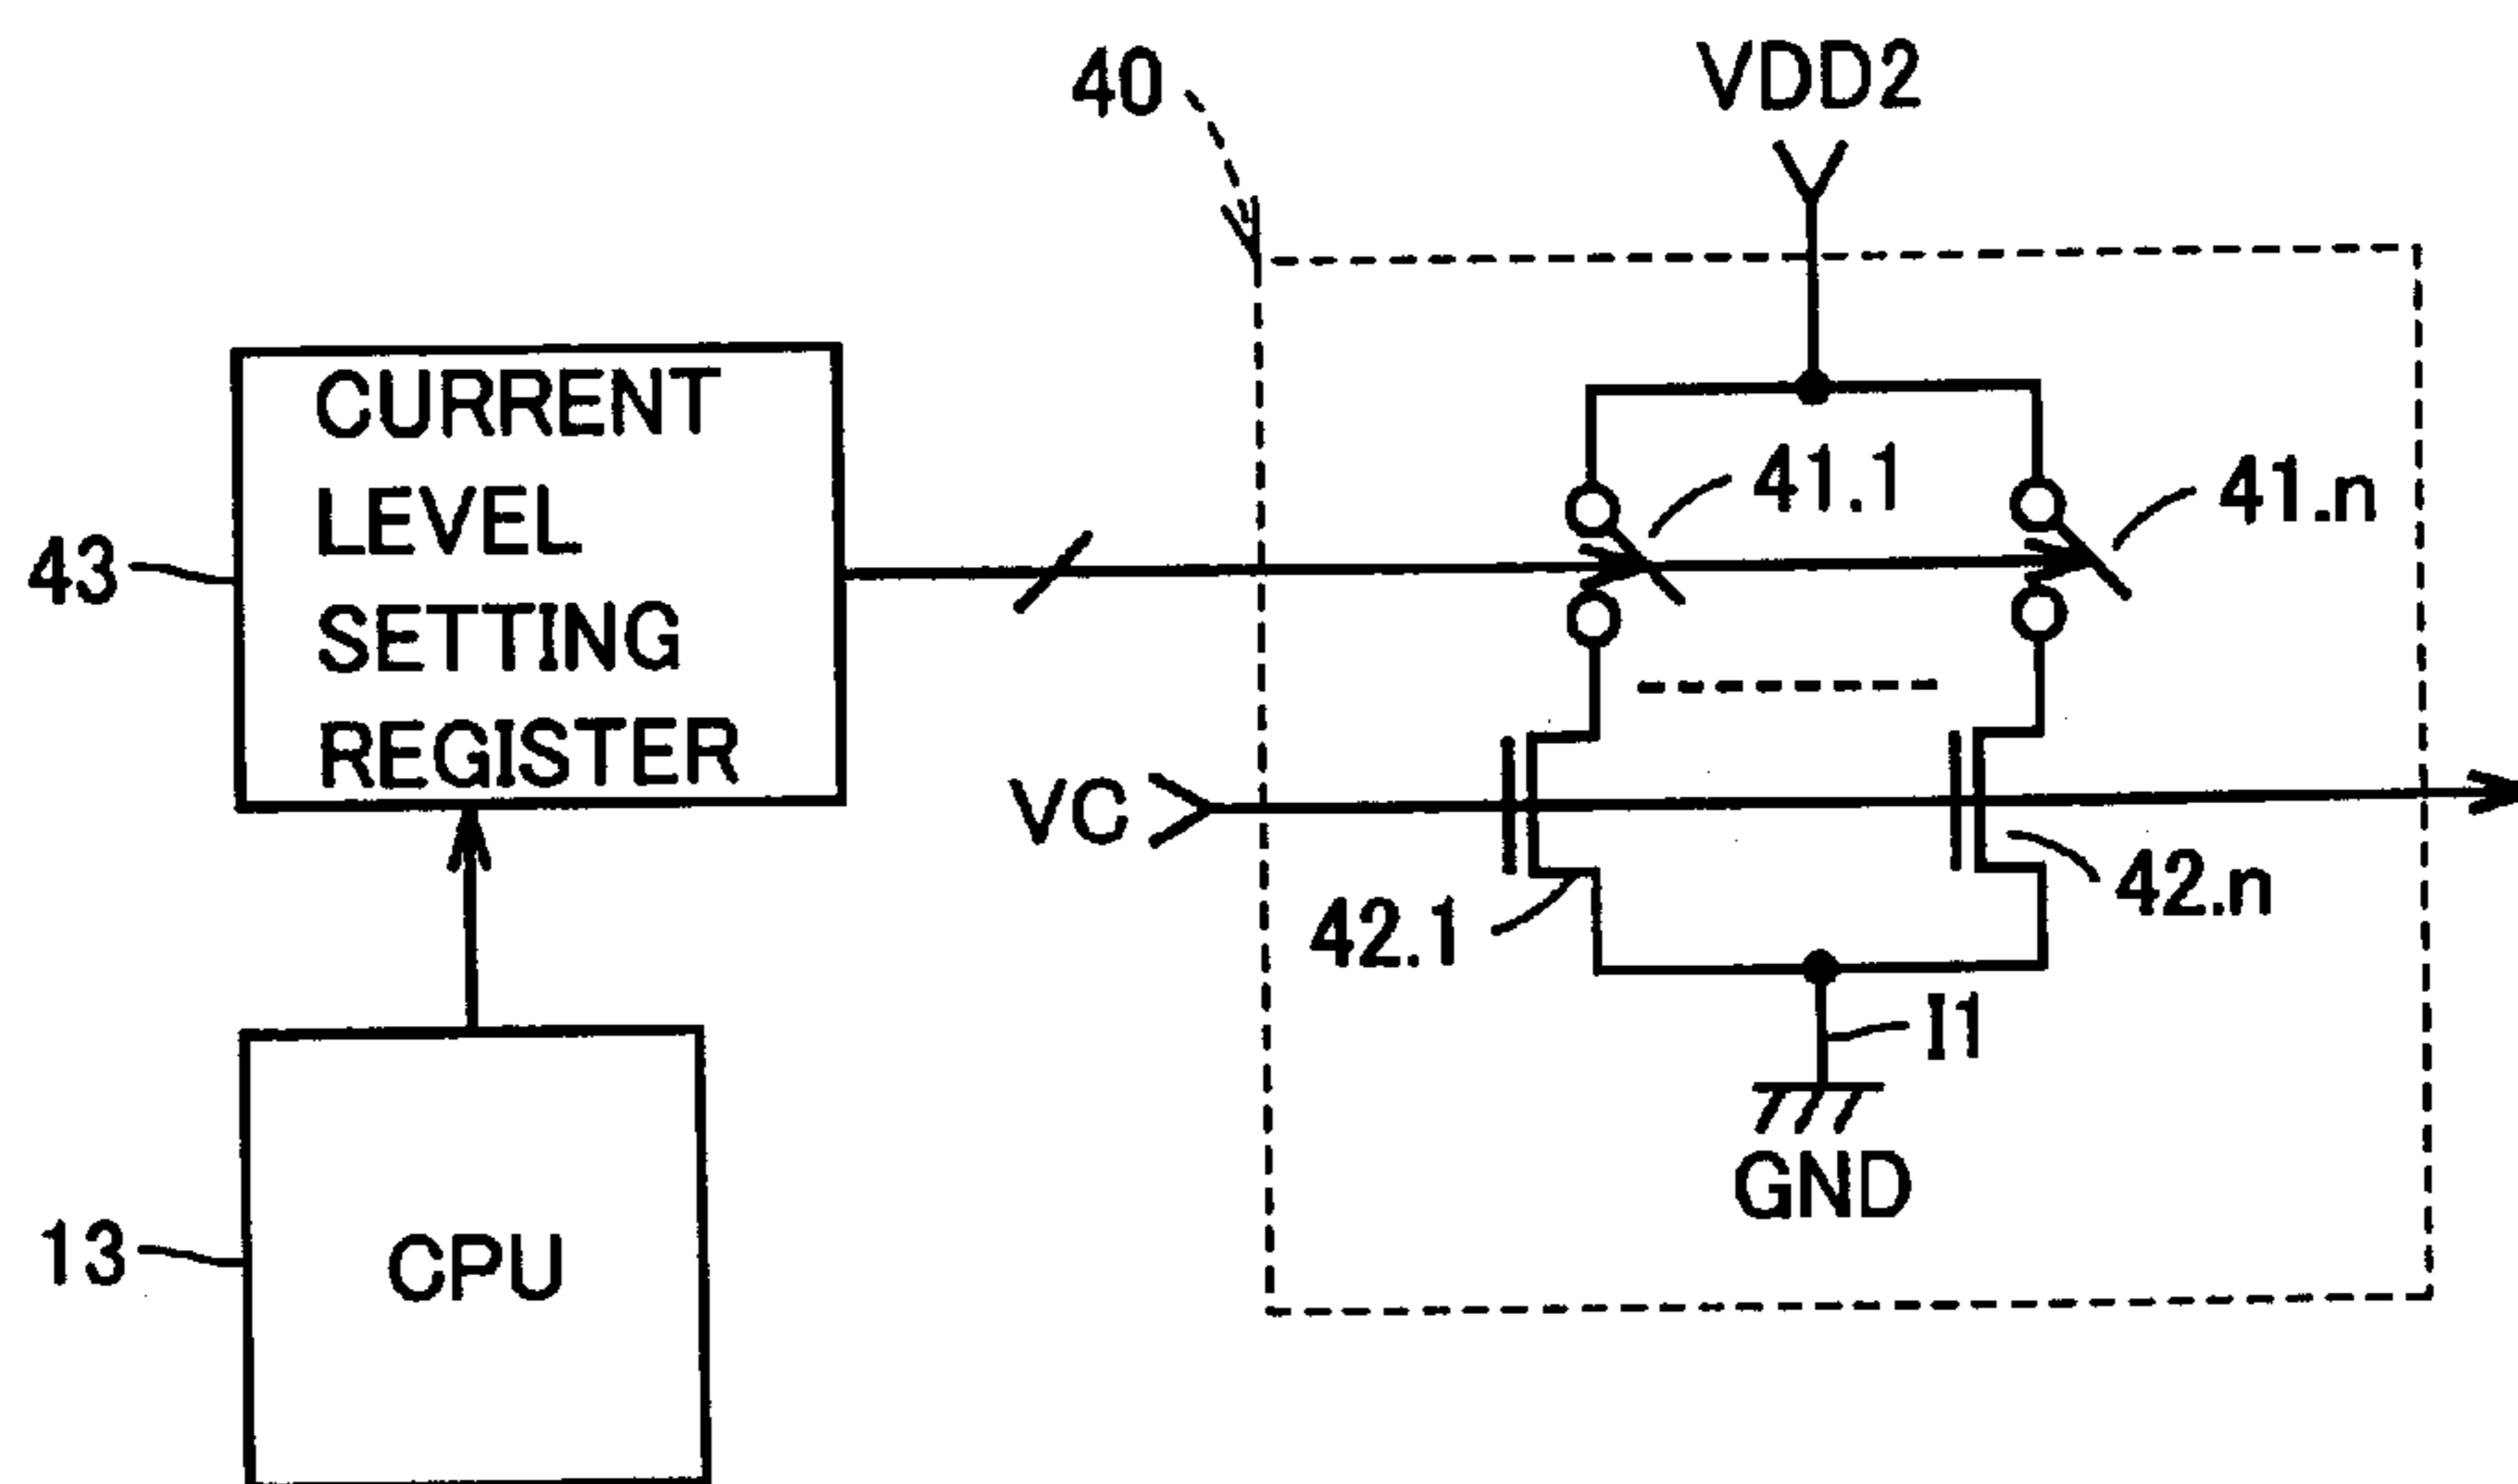 40
VDD2
CURRENT
LEVEL
SETTING
REGISTER
43
41.1
41.n
VC
42.1
42.n
I1
GND
13
CPU